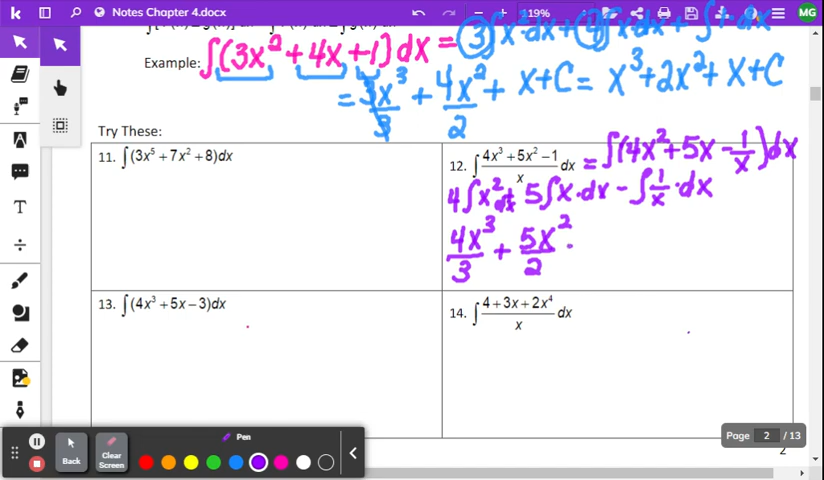 Notes Chapter 4.docx
119%
MG
Example: ∫(3x² + 4x + 1) dx = 3∫x²·dx + 4∫x·dx + ∫1·dx
= 3x³/3 + 4x²/2 + x + C = x³ + 2x² + x + C
Try These:
11. ∫(3x⁵ + 7x² + 8)dx
12. ∫ (4x³ + 5x² − 1)/x dx = ∫(4x² + 5x − 1/x) dx
4∫x² dx + 5∫x·dx − ∫1/x·dx
4x³/3 + 5x²/2 -
13. ∫(4x³ + 5x − 3)dx
14. ∫ (4 + 3x + 2x⁴)/x dx
Pen
Back
Clear Screen
Page 2 / 13
2